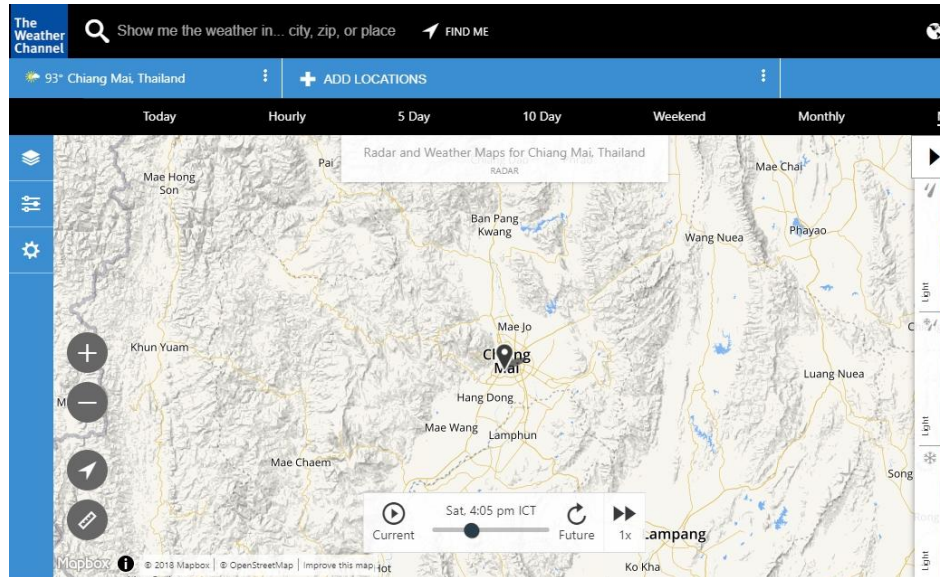 The
Weather
Channel
Show me the weather in... city, zip, or place
FIND ME
93° Chiang Mai, Thailand
ADD LOCATIONS
Today
Hourly
5 Day
10 Day
Weekend
Monthly
Radar and Weather Maps for Chiang Mai, Thailand
RADAR
Pai
Mae Chai
Mae Hong
Son
Ban Pang
Kwang
Wang Nuea
Phayao
Light
Mae Jo
Khun Yuam
Chiang
Mai
Luang Nuea
Hang Dong
Mae Wang
Lamphun
Light
Mae Chaem
Song
Sat, 4:05 pm ICT
Current
Future
1x
Lampang
Light
Mapbox
© 2018 Mapbox
© OpenStreetMap
Improve this map
Hot
Ko Kha